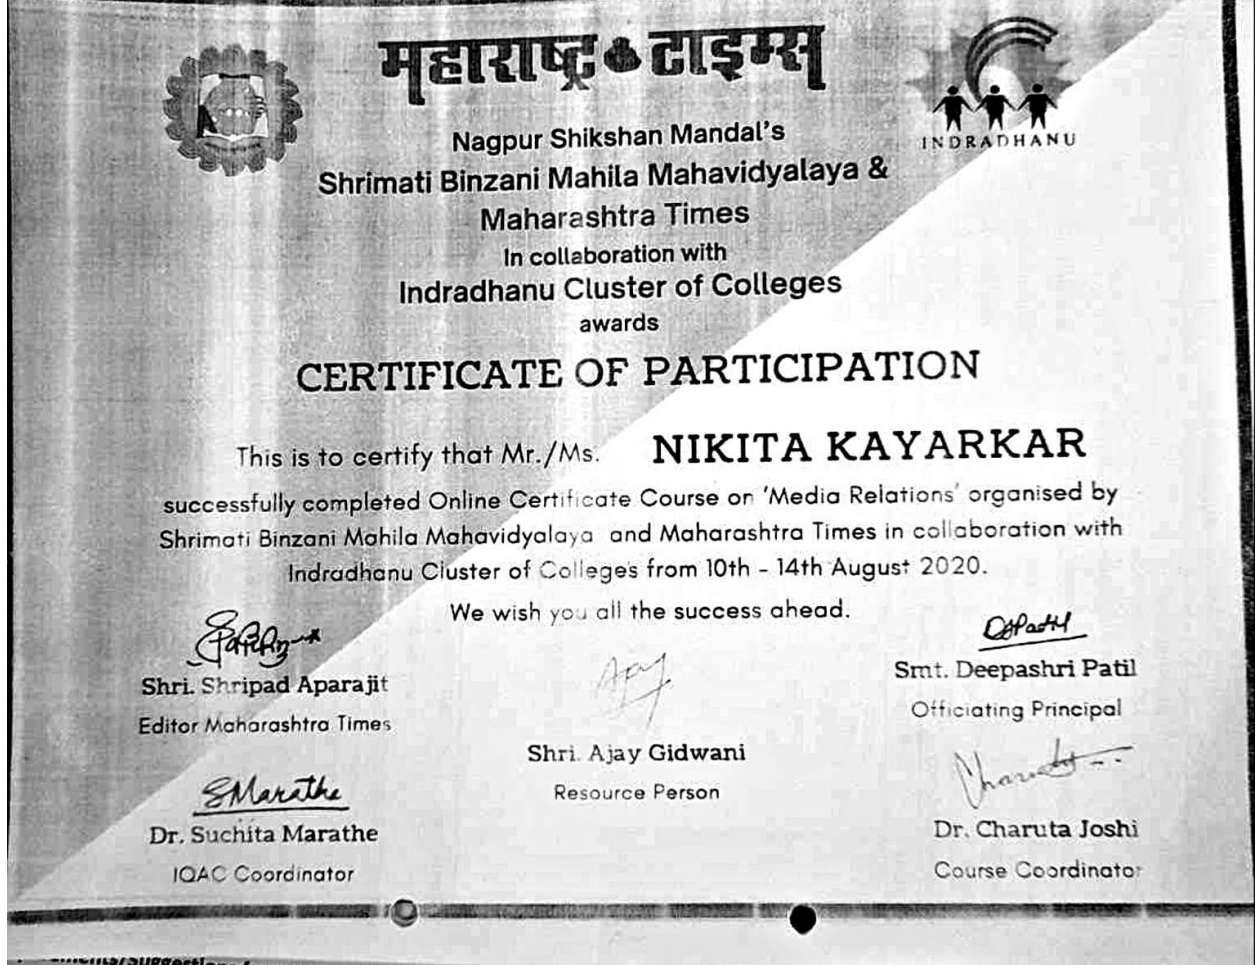 महाराष्ट्र टाइम्स
INDRADHANU
Nagpur Shikshan Mandal's
Shrimati Binzani Mahila Mahavidyalaya &
Maharashtra Times
In collaboration with
Indradhanu Cluster of Colleges
awards
CERTIFICATE OF PARTICIPATION
This is to certify that Mr./Ms. NIKITA KAYARKAR
successfully completed Online Certificate Course on 'Media Relations' organised by
Shrimati Binzani Mahila Mahavidyalaya and Maharashtra Times in collaboration with
Indradhanu Cluster of Colleges from 10th - 14th August 2020.
We wish you all the success ahead.
Shri. Shripad Aparajit
Editor Maharashtra Times
Shri. Ajay Gidwani
Resource Person
DSPatil
Smt. Deepashri Patil
Officiating Principal
SMarathe
Dr. Suchita Marathe
IQAC Coordinator
Dr. Charuta Joshi
Course Coordinator